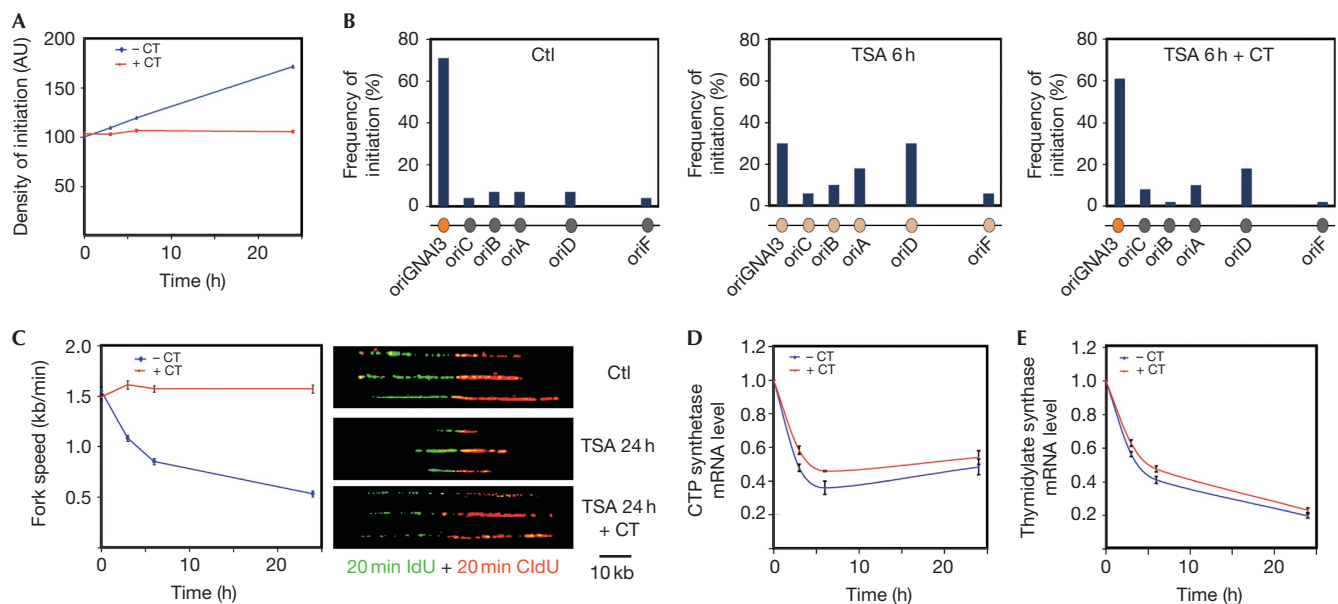 A
200
150
100
50
0
10
20
Density of initiation (AU)
Time (h)
– CT
+ CT
B
Ctl
80
60
40
20
0
Frequency of
initiation (%)
oriGNAI3
oriC
oriB
oriA
oriD
oriF
TSA 6 h
80
60
40
20
0
Frequency of
initiation (%)
oriGNAI3
oriC
oriB
oriA
oriD
oriF
TSA 6 h + CT
80
60
40
20
0
Frequency of
initiation (%)
oriGNAI3
oriC
oriB
oriA
oriD
oriF
C
2.0
1.5
1.0
0.5
0
10
20
Fork speed (kb/min)
Time (h)
– CT
+ CT
Ctl
TSA 24 h
TSA 24 h
+ CT
20 min IdU + 20 min CldU
10 kb
D
1.2
1.0
0.8
0.6
0.4
0.2
0
10
20
CTP synthetase
mRNA level
Time (h)
– CT
+ CT
E
1.2
1.0
0.8
0.6
0.4
0.2
0
10
20
Thymidylate synthase
mRNA level
Time (h)
– CT
+ CT